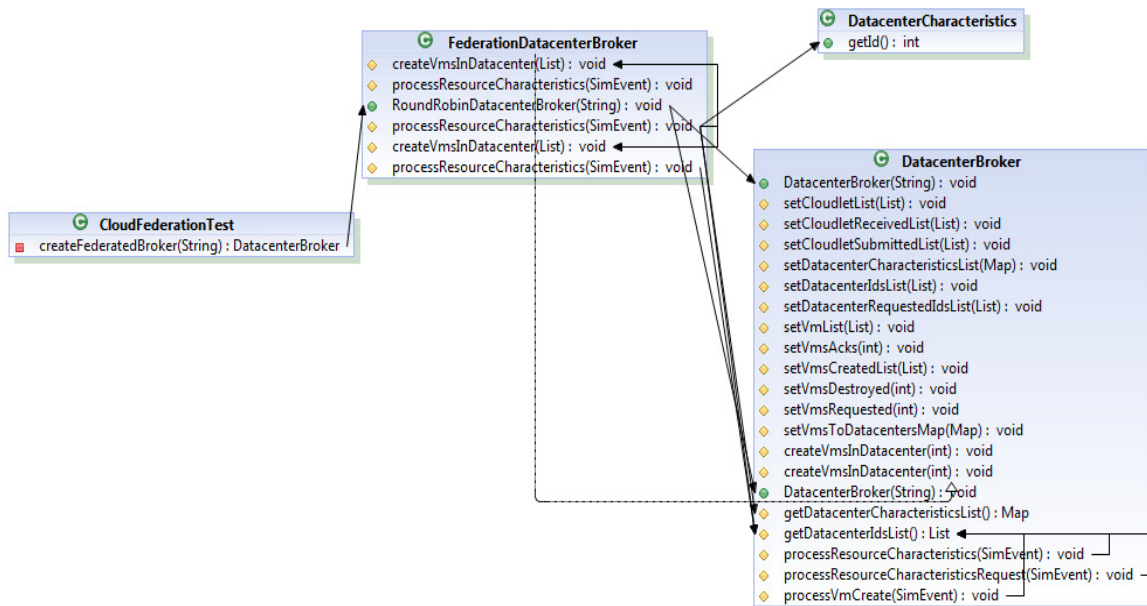 DatacenterCharacteristics
getId() : int
FederationDatacenterBroker
createVmsInDatacenter(List) : void
processResourceCharacteristics(SimEvent) : void
RoundRobinDatacenterBroker(String) : void
processResourceCharacteristics(SimEvent) : void
createVmsInDatacenter(List) : void
processResourceCharacteristics(SimEvent) : void
CloudFederationTest
createFederatedBroker(String) : DatacenterBroker
DatacenterBroker
DatacenterBroker(String) : void
setCloudletList(List) : void
setCloudletReceivedList(List) : void
setCloudletSubmittedList(List) : void
setDatacenterCharacteristicsList(Map) : void
setDatacenterIdsList(List) : void
setDatacenterRequestedIdsList(List) : void
setVmList(List) : void
setVmsAcks(int) : void
setVmsCreatedList(List) : void
setVmsDestroyed(int) : void
setVmsRequested(int) : void
setVmsToDatacentersMap(Map) : void
createVmsInDatacenter(int) : void
createVmsInDatacenter(int) : void
DatacenterBroker(String) : void
getDatacenterCharacteristicsList() : Map
getDatacenterIdsList() : List
processResourceCharacteristics(SimEvent) : void
processResourceCharacteristicsRequest(SimEvent) : void
processVmCreate(SimEvent) : void